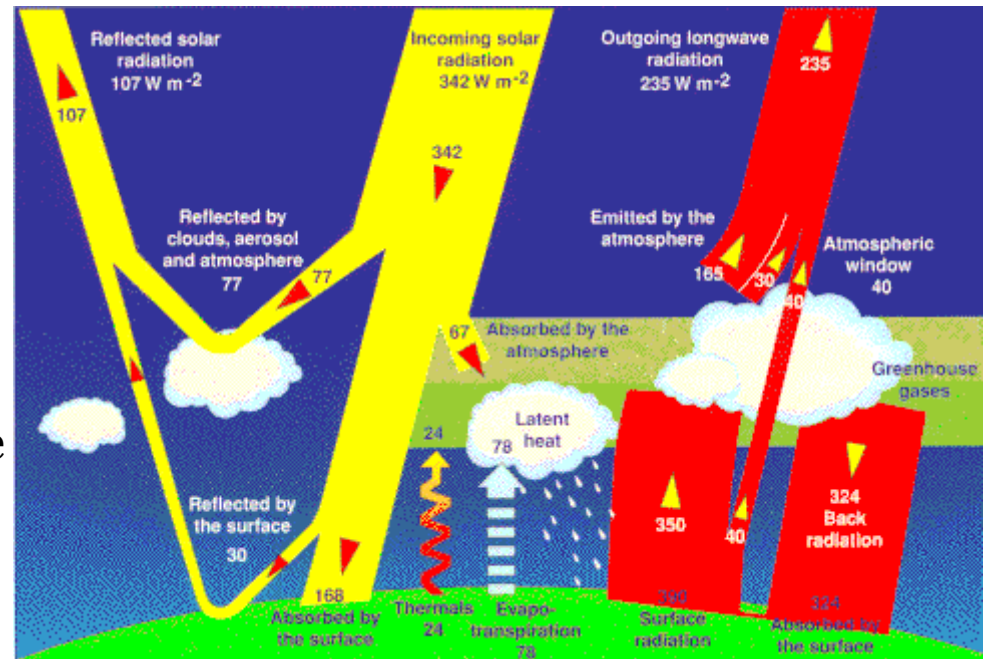 Reflected solar
radiation
107 W m-2
107
Incoming solar
radiation
342 W m-2
342
Outgoing longwave
radiation
235 W m-2
235
Reflected by
clouds, aerosol
and atmosphere
77
77
Emitted by the
atmosphere
165
30
40
Atmospheric
window
40
67
Absorbed by the
atmosphere
Greenhouse
gases
e
24
Latent
heat
78
Reflected by
the surface
30
350
40
324
Back
radiation
168
Absorbed by
the surface
Thermals
24
Evapo-
transpiration
78
390
Surface
radiation
324
Absorbed by
the surface